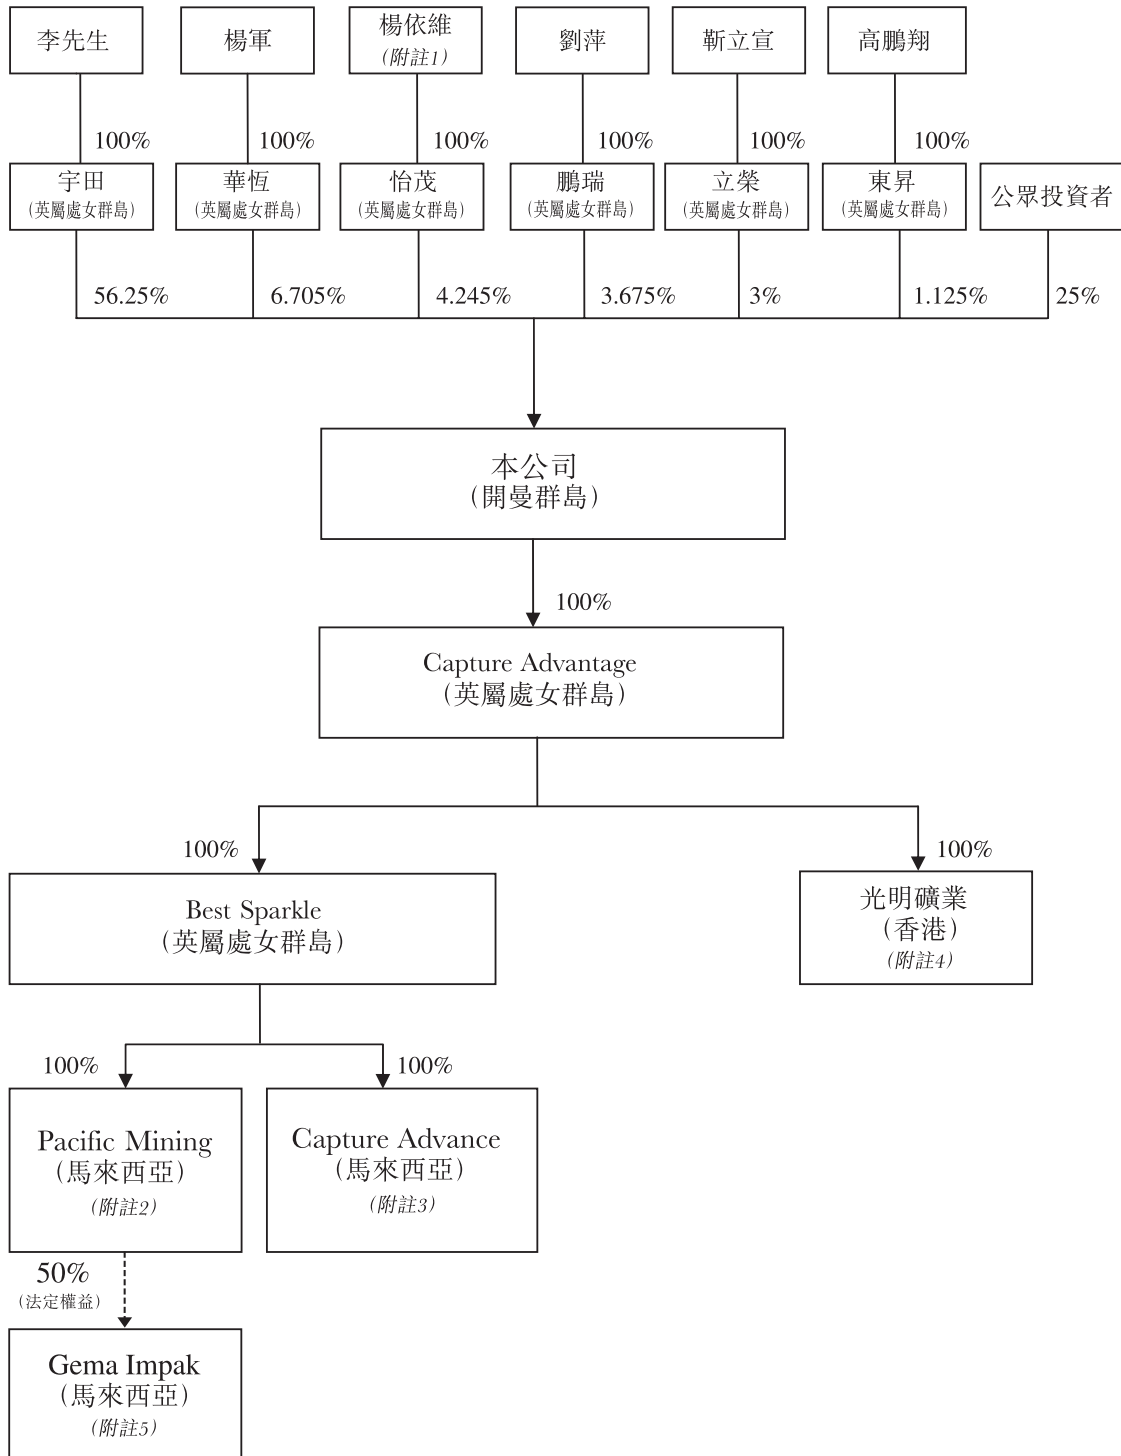 李先生
楊軍
楊依維
(附註1)
劉萍
靳立宣
高鵬翔
100%
100%
100%
100%
100%
100%
宇田
(英屬處女群島)
華恆
(英屬處女群島)
怡茂
(英屬處女群島)
鵬瑞
(英屬處女群島)
立榮
(英屬處女群島)
東昇
(英屬處女群島)
公眾投資者
56.25%
6.705%
4.245%
3.675%
3%
1.125%
25%
本公司
(開曼群島)
100%
Capture Advantage
(英屬處女群島)
100%
100%
Best Sparkle
(英屬處女群島)
光明礦業
(香港)
(附註4)
100%
100%
Pacific Mining
(馬來西亞)
(附註2)
Capture Advance
(馬來西亞)
(附註3)
50%
(法定權益)
Gema Impak
(馬來西亞)
(附註5)